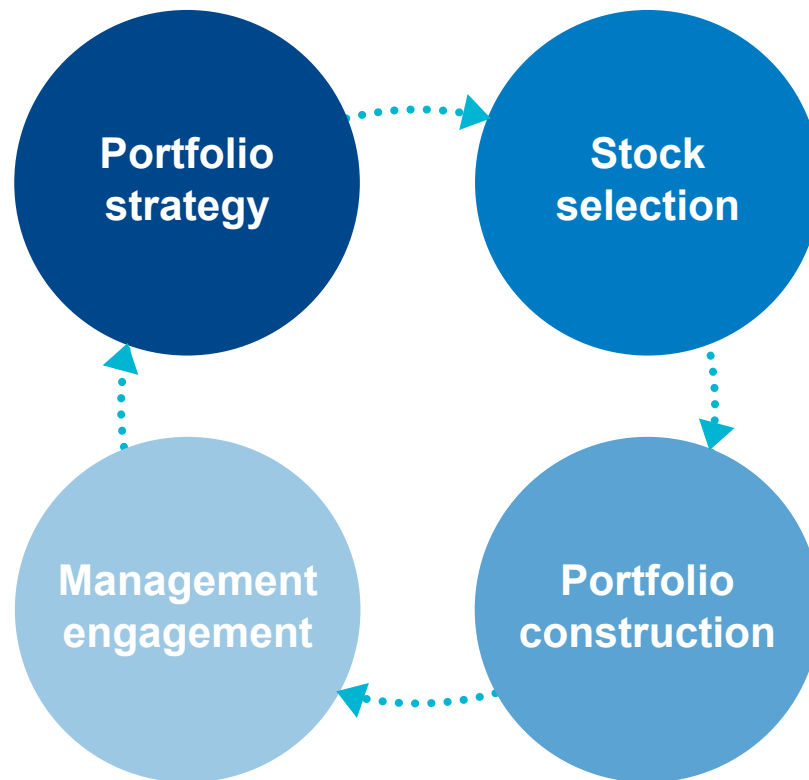 Portfolio
strategy
Stock
selection
Management
engagement
Portfolio
construction